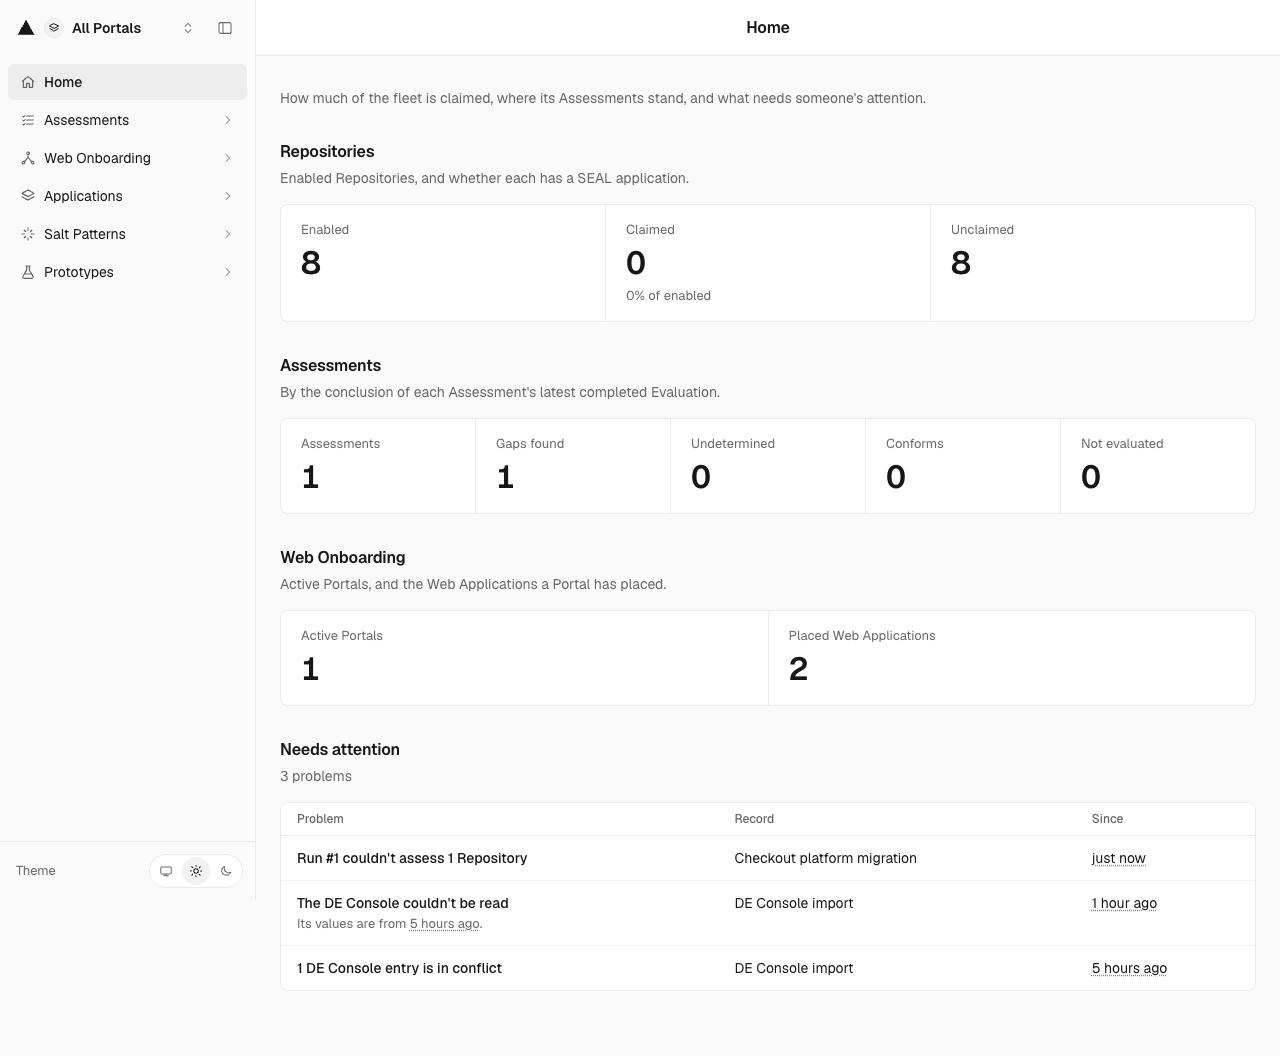 All Portals
Home
Home
Assessments
Web Onboarding
Applications
Salt Patterns
Prototypes
Theme
How much of the fleet is claimed, where its Assessments stand, and what needs someone's attention.
Repositories
Enabled Repositories, and whether each has a SEAL application.
Enabled
8
Claimed
0
0% of enabled
Unclaimed
8
Assessments
By the conclusion of each Assessment's latest completed Evaluation.
Assessments
1
Gaps found
1
Undetermined
0
Conforms
0
Not evaluated
0
Web Onboarding
Active Portals, and the Web Applications a Portal has placed.
Active Portals
1
Placed Web Applications
2
Needs attention
3 problems
Problem Record Since
Run #1 couldn't assess 1 Repository Checkout platform migration just now
The DE Console couldn't be read DE Console import 1 hour ago
Its values are from 5 hours ago.
1 DE Console entry is in conflict DE Console import 5 hours ago